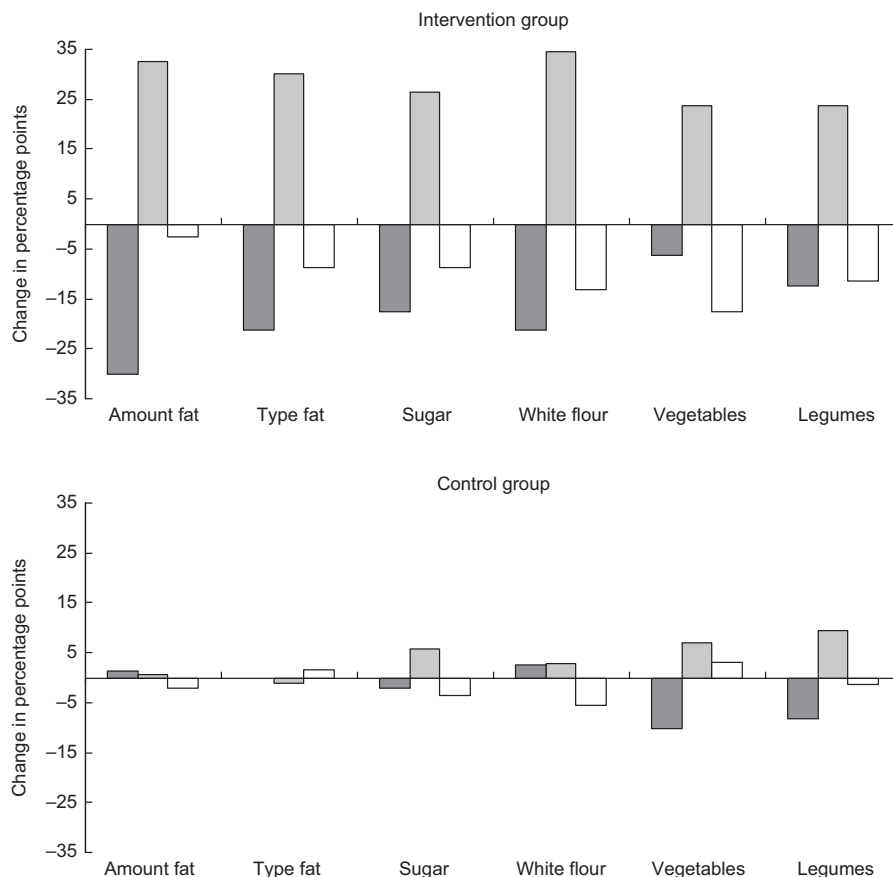 Intervention group
35
25
15
5
–5
–15
–25
–35
Change in percentage points
Amount fat Type fat Sugar White flour Vegetables Legumes
Control group
35
25
15
5
–5
–15
–25
–35
Change in percentage points
Amount fat Type fat Sugar White flour Vegetables Legumes